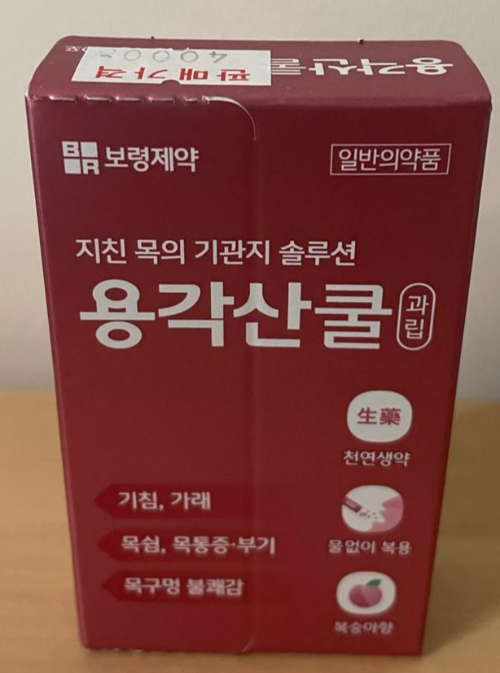 판매가격
4000
용각산쿨
BR 보령제약
일반의약품
지친 목의 기관지 솔루션
용각산쿨 과립
生藥
천연생약
기침, 가래
목쉼, 목통증·부기
물없이 복용
목구멍 불쾌감
복숭아향